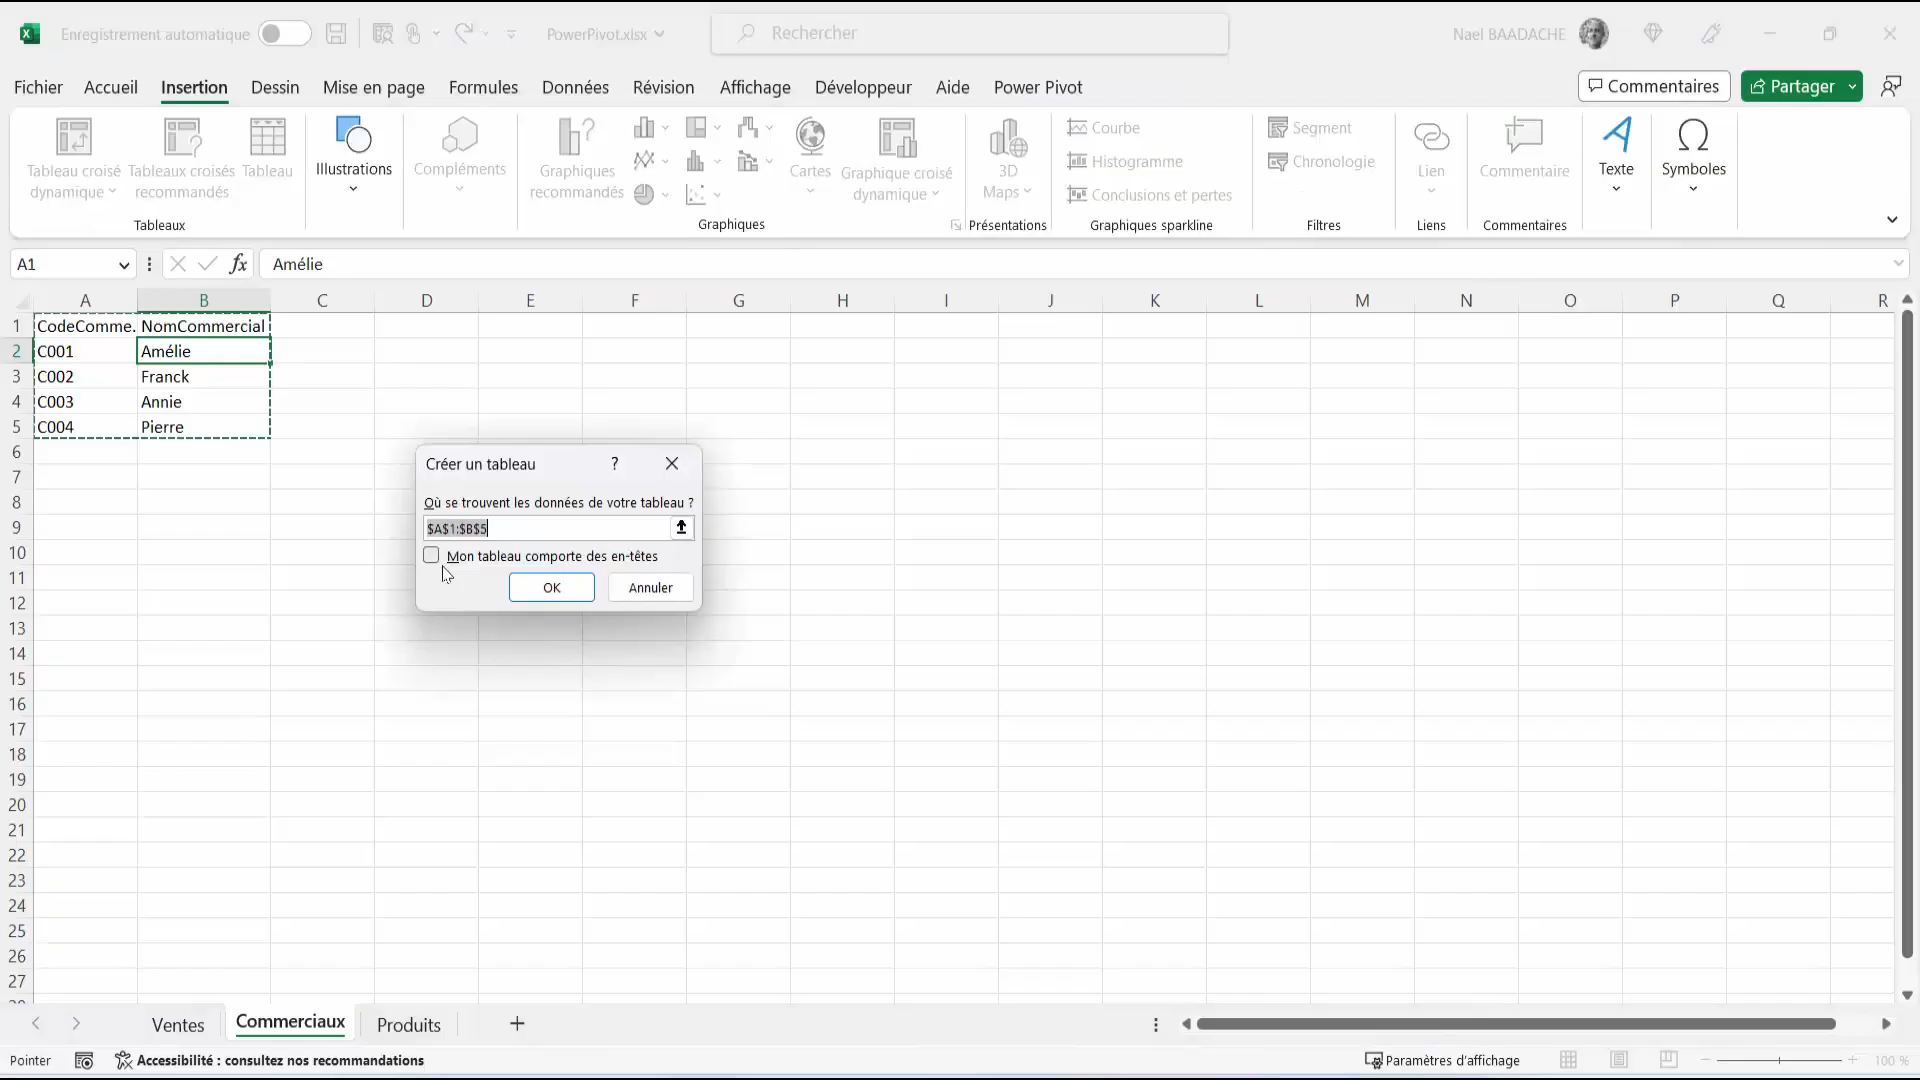 Enregistrement automatique PowerPivot.xlsx Rechercher Nael BAADACHE
Fichier Accueil Insertion Dessin Mise en page Formules Données Révision Affichage Développeur Aide Power Pivot Commentaires Partager
Tableau croisé dynamique
Tableaux croisés recommandés
Tableau
Tableaux
Illustrations
Compléments
Graphiques recommandés
Cartes
Graphique croisé dynamique
Graphiques
3D Maps
Présentations
Courbe
Histogramme
Conclusions et pertes
Graphiques sparkline
Segment
Chronologie
Filtres
Lien
Liens
Commentaire
Commentaires
Texte
Symboles
A1 fx Amélie
A B C D E F G H I J K L M N O P Q R
1 CodeComme. NomCommercial
2 C001 Amélie
3 C002 Franck
4 C003 Annie
5 C004 Pierre
6
7
8
9
10
11
12
13
14
15
16
17
18
19
20
21
22
23
24
25
26
27
Créer un tableau ?
Où se trouvent les données de votre tableau ?
$A$1:$B$5
Mon tableau comporte des en-têtes
OK Annuler
Ventes Commerciaux Produits
Pointer Accessibilité : consultez nos recommandations Paramètres d'affichage 100 %